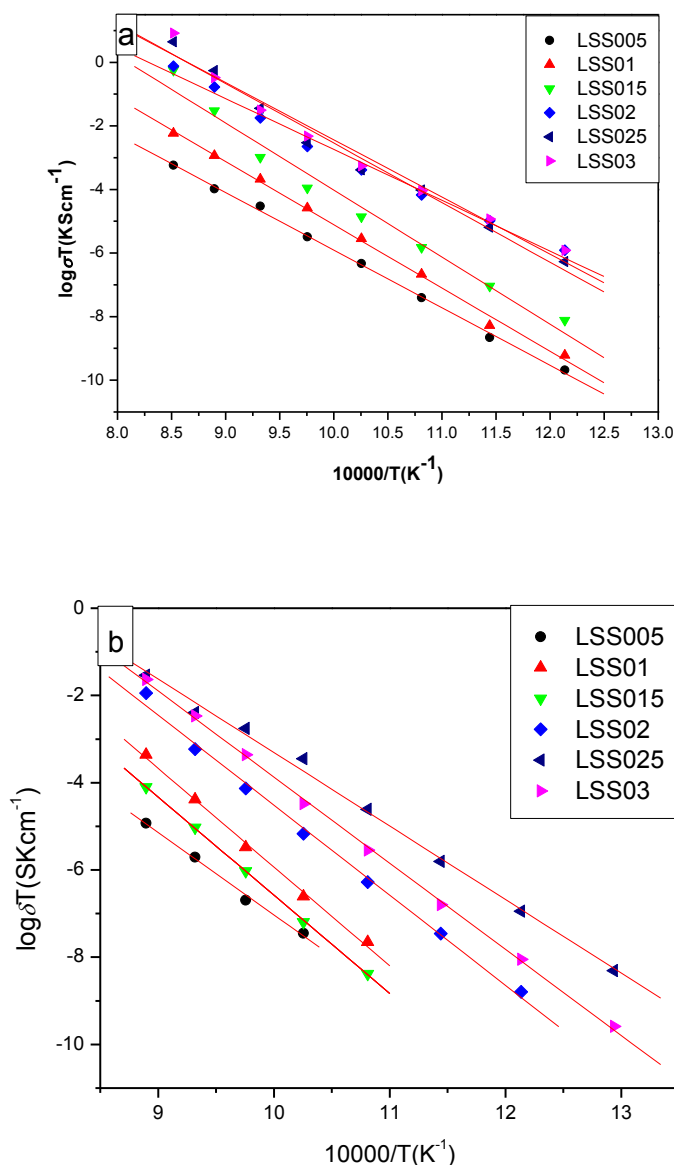 a
LSS005
LSS01
LSS015
LSS02
LSS025
LSS03
0
-2
-4
-6
-8
-10
logσT(KScm-1)
8.0 8.5 9.0 9.5 10.0 10.5 11.0 11.5 12.0 12.5 13.0
10000/T(K-1)
b
LSS005
LSS01
LSS015
LSS02
LSS025
LSS03
0
-2
-4
-6
-8
-10
logδT(SKcm-1)
9 10 11 12 13
10000/T(K-1)